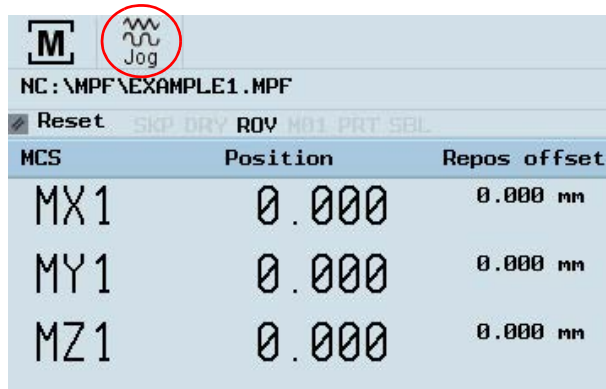 M
Jog
NC:\MPF\EXAMPLE1.MPF
Reset SKP DRY ROV M01 PRT SBL
MCS Position Repos offset
MX1 0.000 0.000 mm
MY1 0.000 0.000 mm
MZ1 0.000 0.000 mm